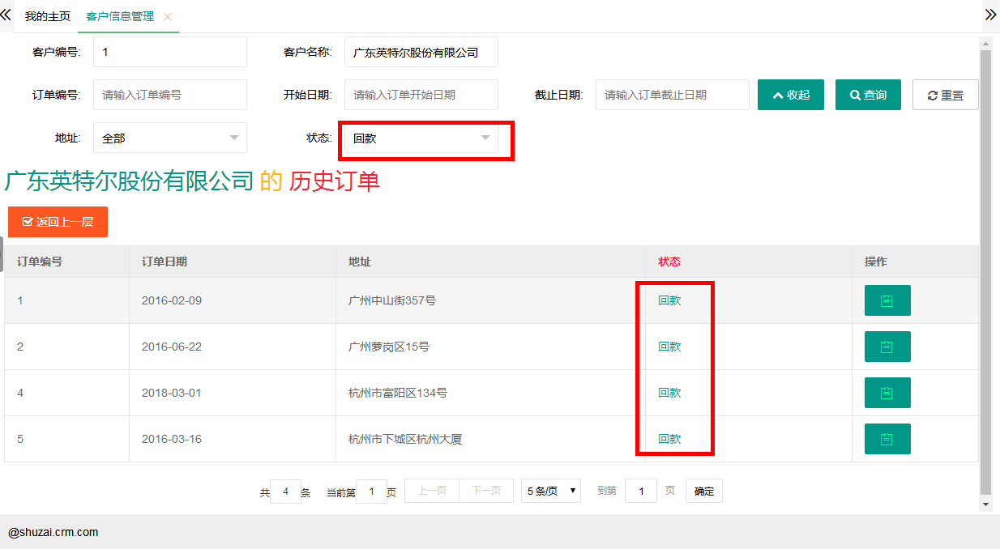 我的主页 客户信息管理
客户编号: 1 客户名称: 广东英特尔股份有限公司
订单编号: 请输入订单编号 开始日期: 请输入订单开始日期 截止日期: 请输入订单截止日期 收起 查询 重置
地址: 全部 状态: 回款
广东英特尔股份有限公司 的 历史订单
返回上一层
订单编号 订单日期 地址 状态 操作
1 2016-02-09 广州中山街357号 回款
2 2016-06-22 广州萝岗区15号 回款
4 2018-03-01 杭州市富阳区134号 回款
5 2016-03-16 杭州市下城区杭州大厦 回款
共 4 条 当前第 1 页 上一页 下一页 5 条/页 到第 1 页 确定
@shuzai.crm.com